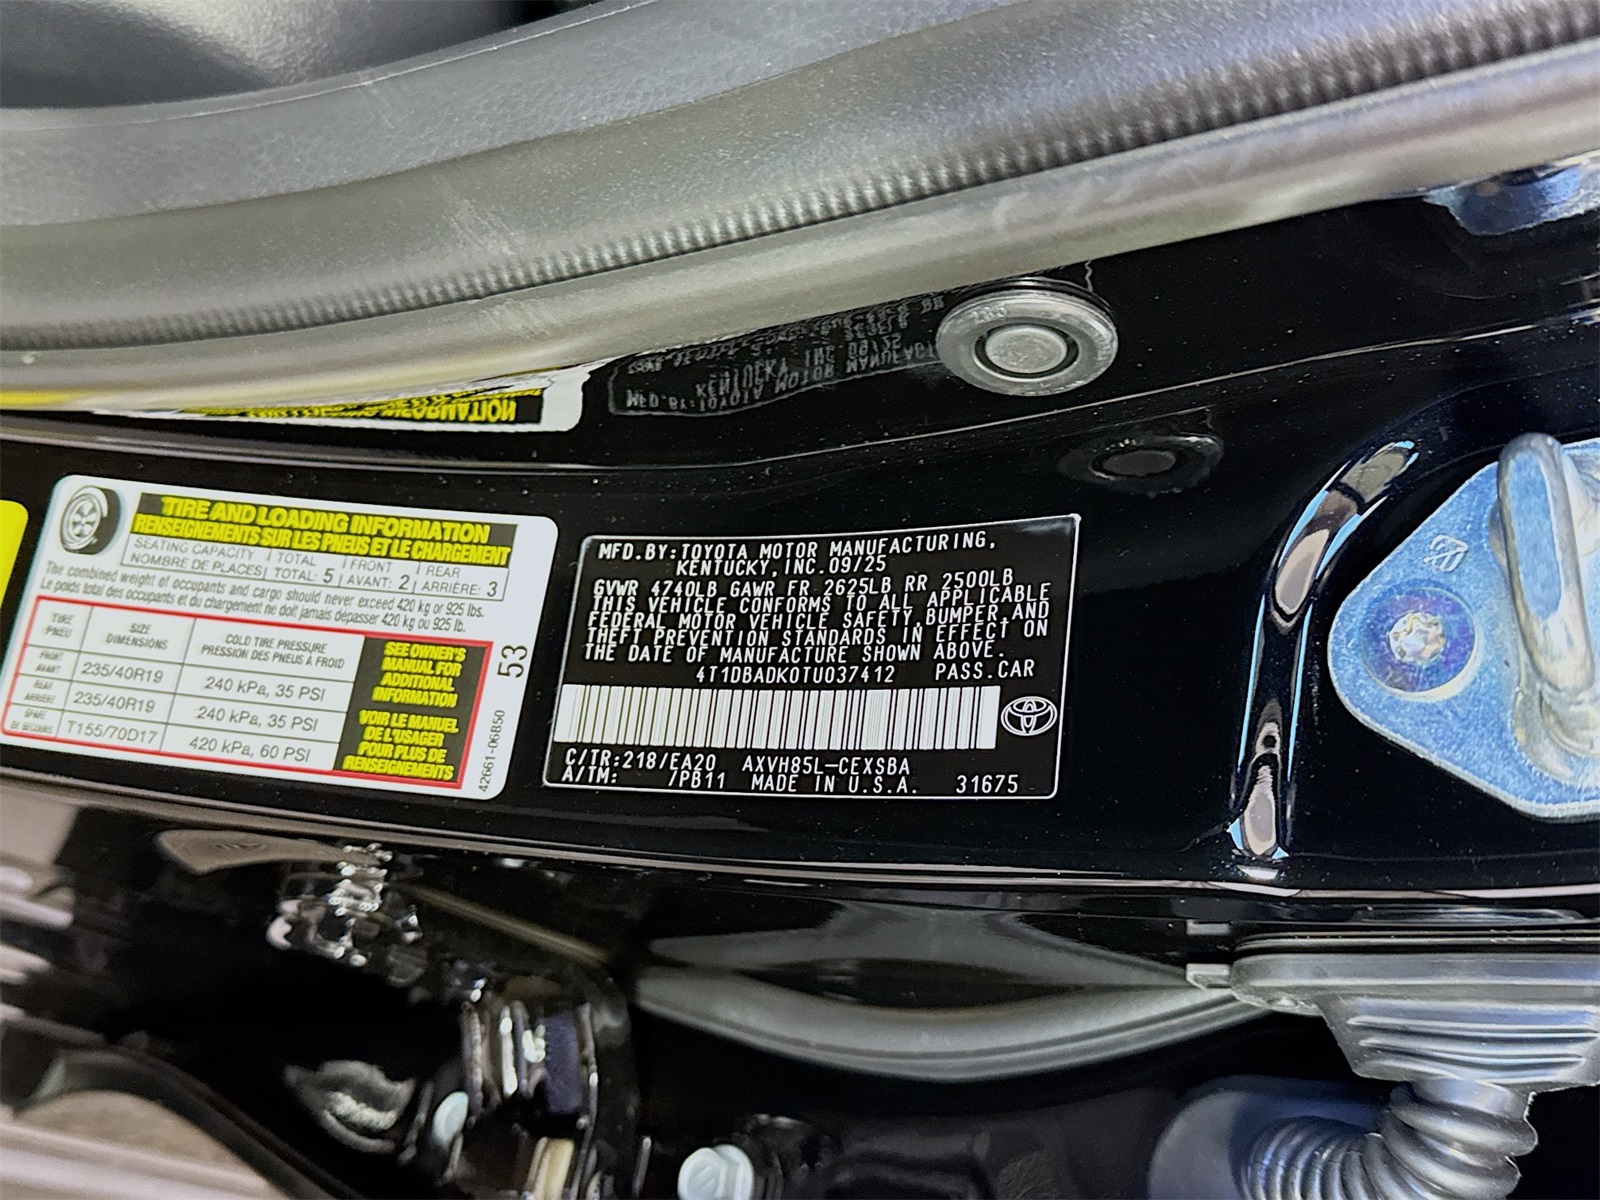 TIRE AND LOADING INFORMATION
RENSEIGNEMENTS SUR LES PNEUS ET LE CHARGEMENT
SEATING CAPACITY | TOTAL | FRONT | REAR
NOMBRE DE PLACES | TOTAL: 5 | AVANT: 2 | ARRIÈRE: 3
The combined weight of occupants and cargo should never exceed 420 kg or 925 lbs.
Le poids total des occupants et du chargement ne doit jamais dépasser 420 kg ou 925 lb.
TIRE PNEU
SIZE DIMENSIONS
COLD TIRE PRESSURE
PRESSION DES PNEUS À FROID
FRONT AVANT 235/40R19 240 kPa, 35 PSI
REAR ARRIÈRE 235/40R19 240 kPa, 35 PSI
SPARE DE SECOURS T155/70D17 420 kPa, 60 PSI
SEE OWNER'S
MANUAL FOR
ADDITIONAL
INFORMATION
VOIR LE MANUEL
DE L'USAGER
POUR PLUS DE
RENSEIGNEMENTS
53
42661-06B50
MFD.BY:TOYOTA MOTOR MANUFACTURING,
KENTUCKY,INC.09/25
GVWR 4740LB GAWR FR 2625LB RR 2500LB
THIS VEHICLE CONFORMS TO ALL APPLICABLE
FEDERAL MOTOR VEHICLE SAFETY,BUMPER,AND
THEFT PREVENTION STANDARDS IN EFFECT ON
THE DATE OF MANUFACTURE SHOWN ABOVE.
4T1DBADK0TU037412 PASS.CAR
C/TR:218/EA20 AXVH85L-CEXSBA
A/TM: /PB11 MADE IN U.S.A. 31675